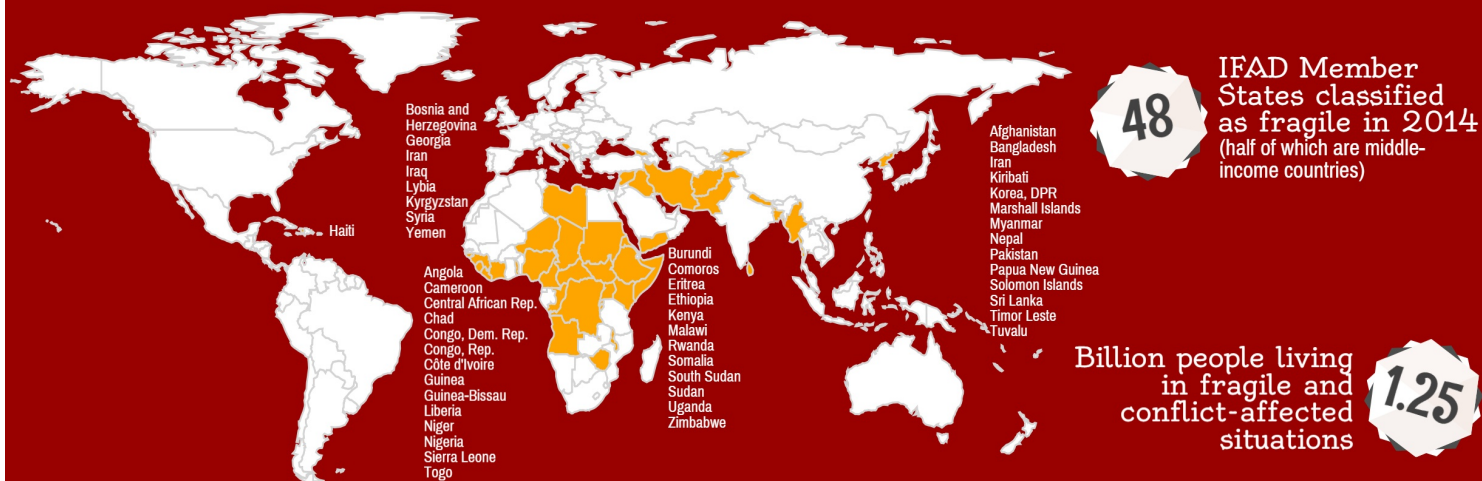 Bosnia and
Herzegovina
Georgia
Iran
Iraq
Lybia
Kyrgyzstan
Syria
Yemen
Haiti
Angola
Cameroon
Central African Rep.
Chad
Congo, Dem. Rep.
Congo, Rep.
Côte d'Ivoire
Guinea
Guinea-Bissau
Liberia
Niger
Nigeria
Sierra Leone
Togo
Burundi
Comoros
Eritrea
Ethiopia
Kenya
Malawi
Rwanda
Somalia
South Sudan
Sudan
Uganda
Zimbabwe
Afghanistan
Bangladesh
Iran
Kiribati
Korea, DPR
Marshall Islands
Myanmar
Nepal
Pakistan
Papua New Guinea
Solomon Islands
Sri Lanka
Timor Leste
Tuvalu
48
IFAD Member
States classified
as fragile in 2014
(half of which are middle-
income countries)
Billion people living
in fragile and
conflict-affected
situations
1.25